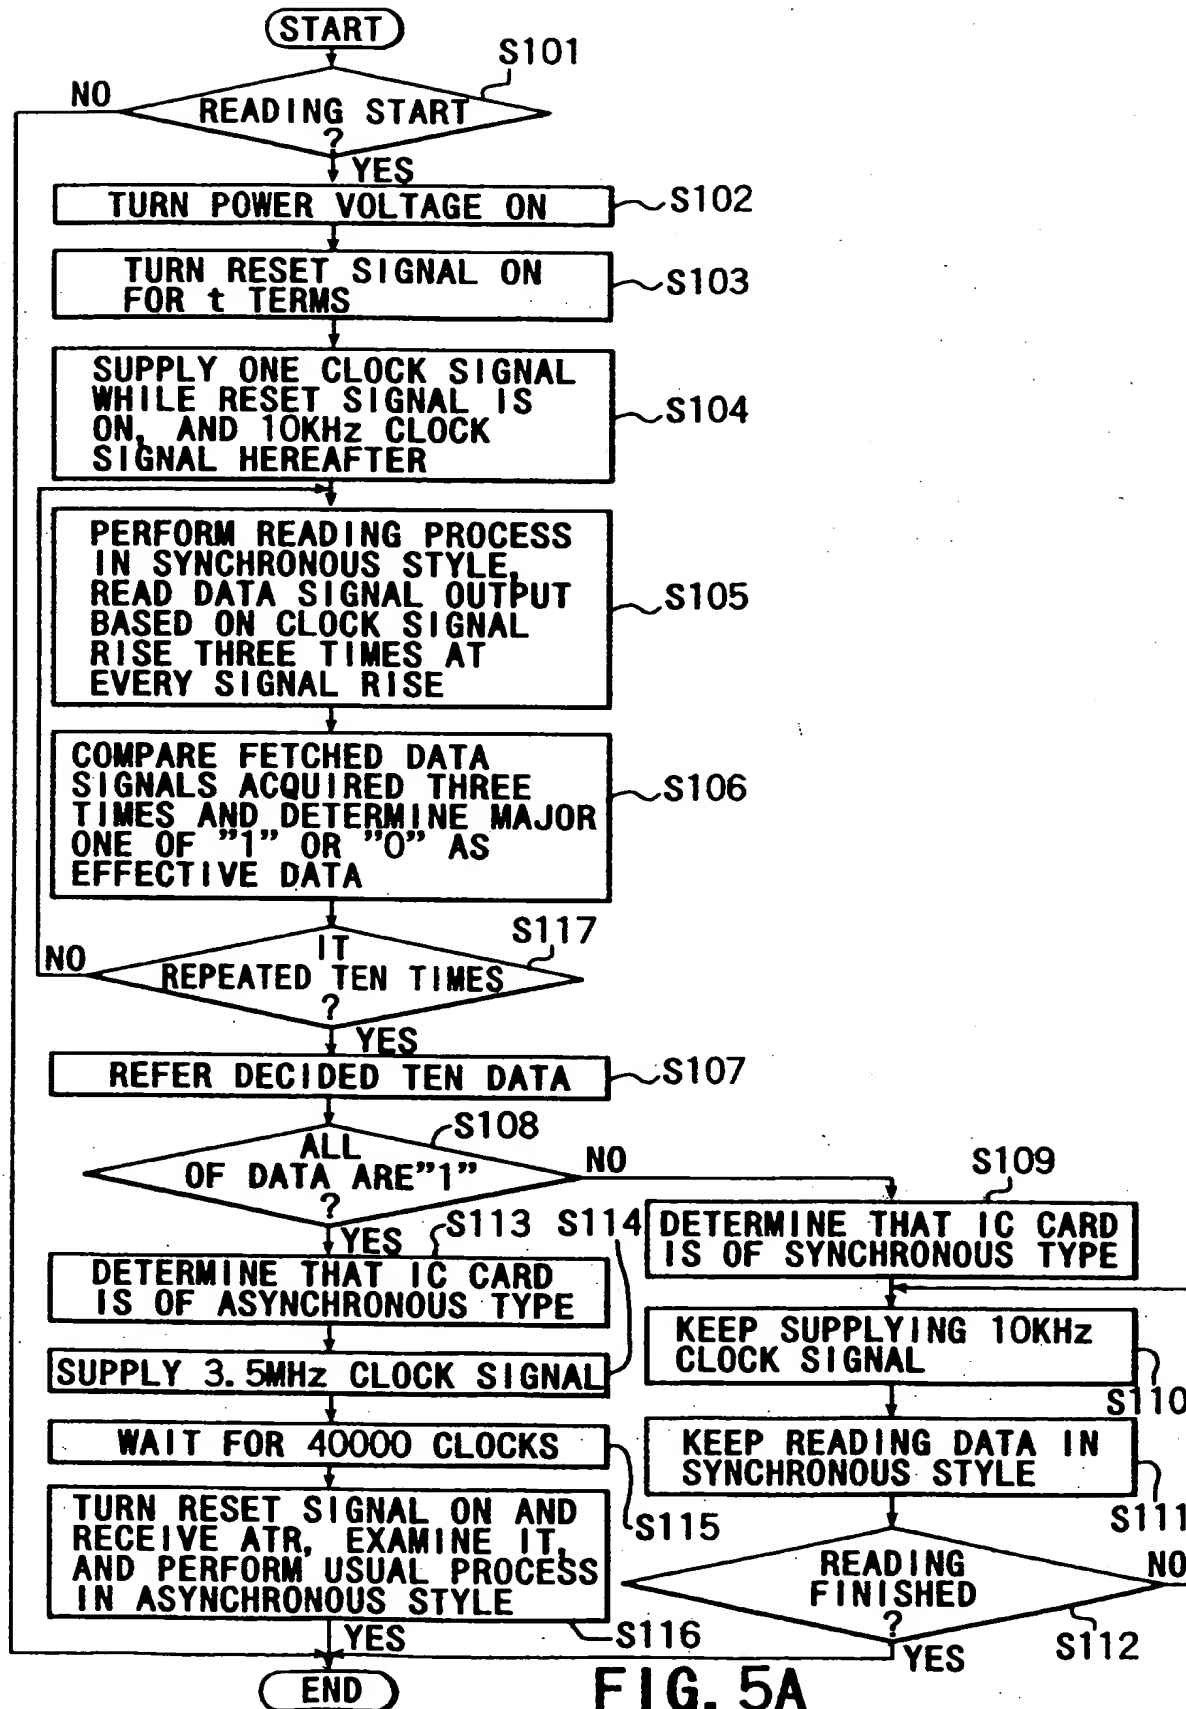 START
S101
NO
READING START
?
YES
TURN POWER VOLTAGE ON
S102
TURN RESET SIGNAL ON
FOR t TERMS
S103
SUPPLY ONE CLOCK SIGNAL
WHILE RESET SIGNAL IS
ON, AND 10KHz CLOCK
SIGNAL HEREAFTER
S104
PERFORM READING PROCESS
IN SYNCHRONOUS STYLE,
READ DATA SIGNAL OUTPUT
BASED ON CLOCK SIGNAL
RISE THREE TIMES AT
EVERY SIGNAL RISE
S105
COMPARE FETCHED DATA
SIGNALS ACQUIRED THREE
TIMES AND DETERMINE MAJOR
ONE OF "1" OR "0" AS
EFFECTIVE DATA
S106
S117
NO
IT
REPEATED TEN TIMES
?
YES
REFER DECIDED TEN DATA
S107
S108
ALL
OF DATA ARE"1"
?
NO
YES
S113
DETERMINE THAT IC CARD
IS OF ASYNCHRONOUS TYPE
S114
SUPPLY 3.5MHz CLOCK SIGNAL
WAIT FOR 40000 CLOCKS
S115
TURN RESET SIGNAL ON AND
RECEIVE ATR, EXAMINE IT,
AND PERFORM USUAL PROCESS
IN ASYNCHRONOUS STYLE
S116
YES
S109
DETERMINE THAT IC CARD
IS OF SYNCHRONOUS TYPE
KEEP SUPPLYING 10KHz
CLOCK SIGNAL
S110
KEEP READING DATA IN
SYNCHRONOUS STYLE
S111
READING
FINISHED
?
NO
S112
YES
END
FIG. 5A